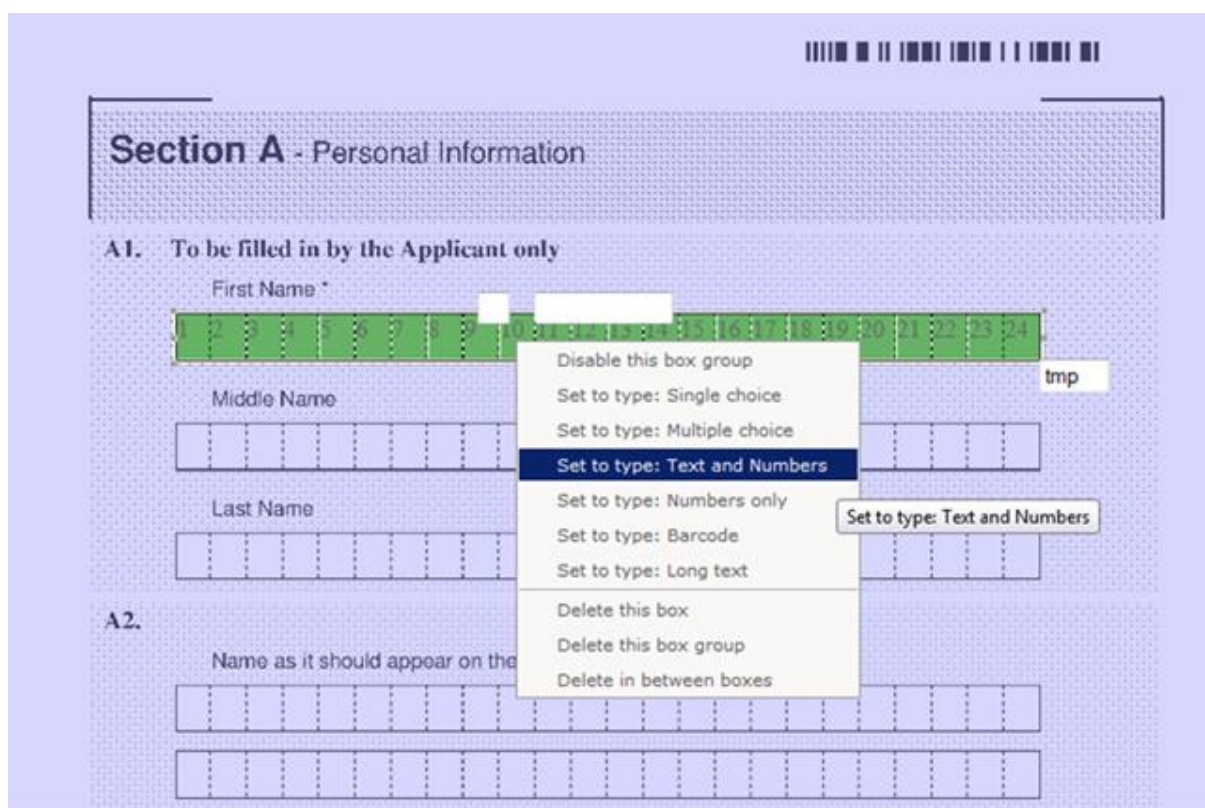 Section A - Personal Information
A1. To be filled in by the Applicant only
First Name *
1 2 3 4 5 6 7 8 9 10 11 12 13 14 15 16 17 18 19 20 21 22 23 24
Disable this box group
tmp
Middle Name
Set to type: Single choice
Set to type: Multiple choice
Set to type: Text and Numbers
Last Name
Set to type: Numbers only
Set to type: Text and Numbers
Set to type: Barcode
Set to type: Long text
A2.
Delete this box
Delete this box group
Name as it should appear on the
Delete in between boxes